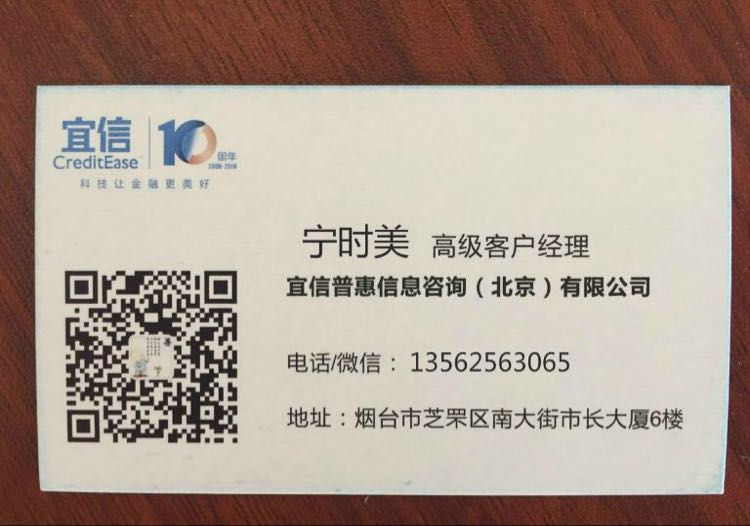 宜信
CreditEase
10周年
2006-2016
科技让金融更美好
宁时美 高级客户经理
宜信普惠信息咨询（北京）有限公司
电话/微信：13562563065
地址：烟台市芝罘区南大街市长大厦6楼